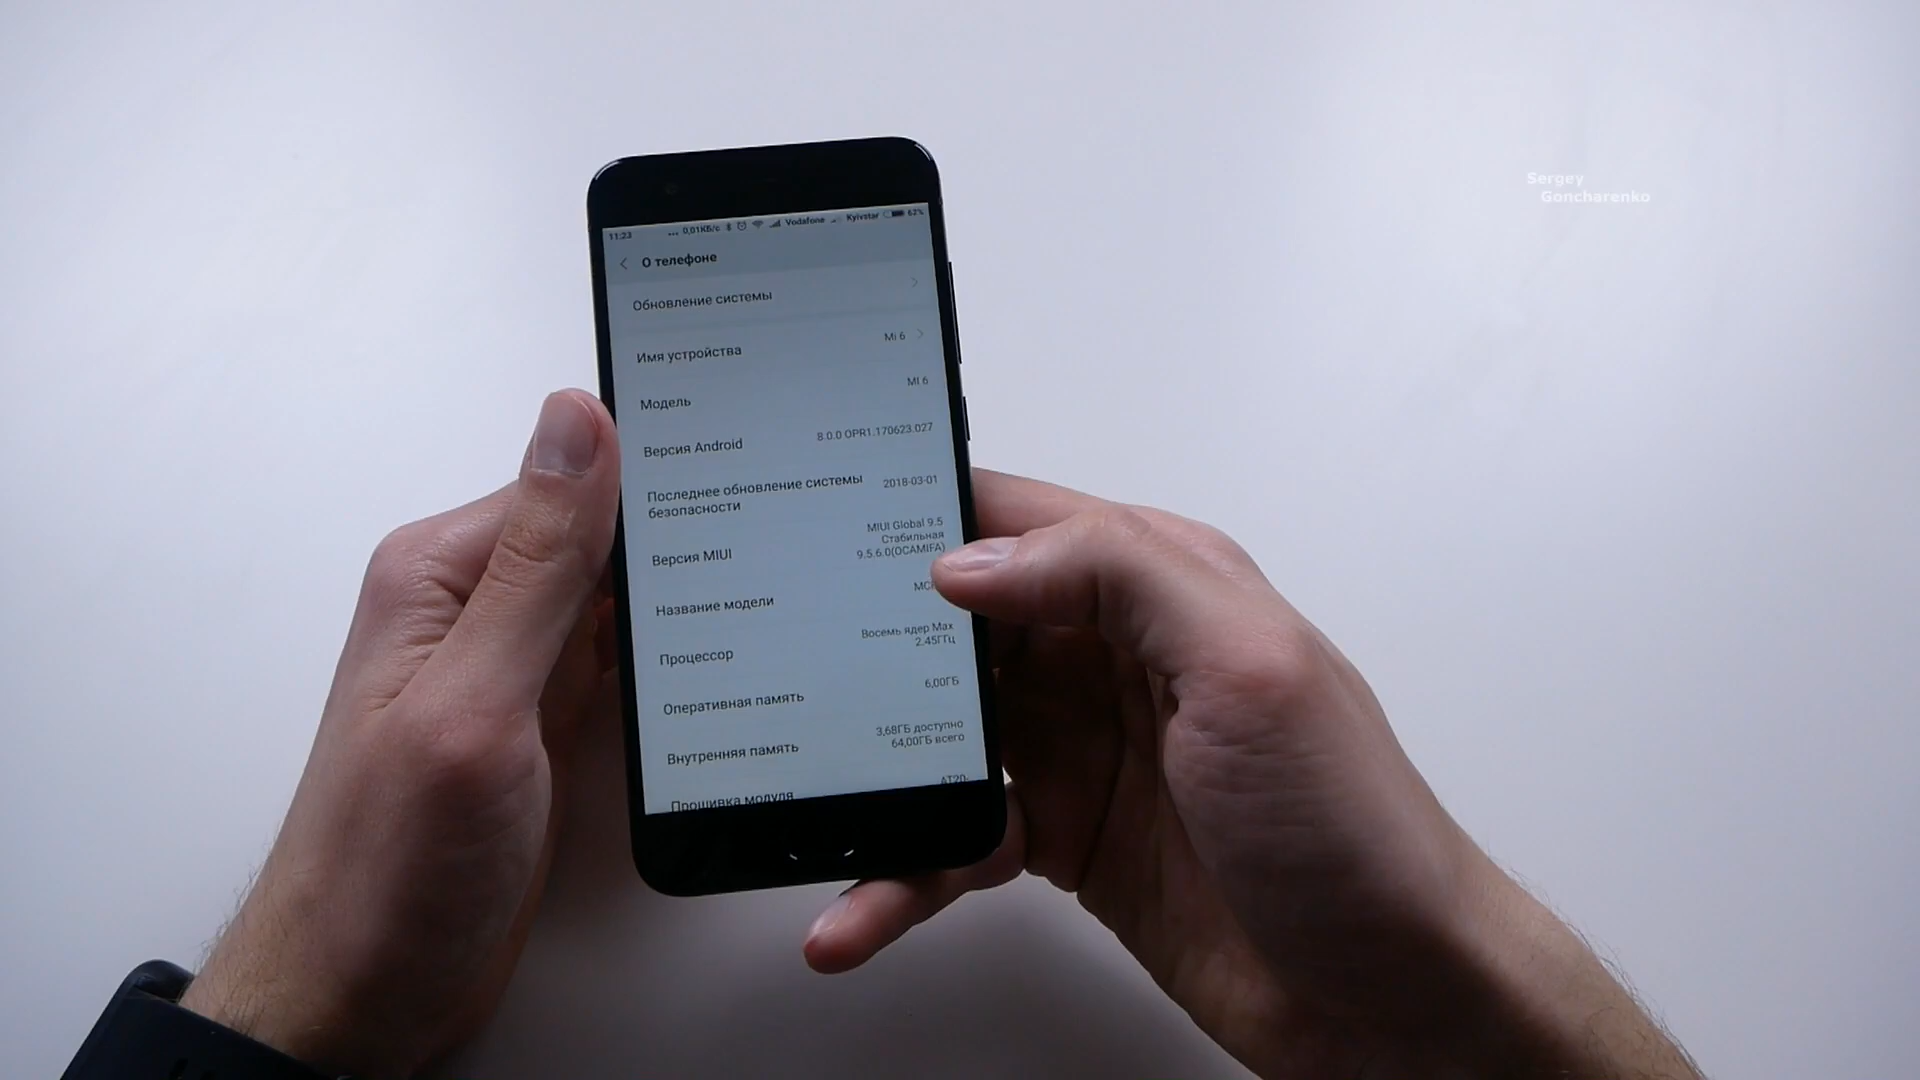 Sergey
Goncharenko
11:23 ... 0,01КБ/с Vodafone Kyivstar 62%
О телефоне
Обновление системы
Имя устройства Mi 6
Модель MI 6
Версия Android 8.0.0 OPR1.170623.027
Последнее обновление системы безопасности 2018-03-01
Версия MIUI
MIUI Global 9.5
Стабильная
9.5.6.0(OCAMIFA)
Название модели
Процессор
Восемь ядер Max
2,45ГГц
Оперативная память 6,00ГБ
Внутренняя память
3,68ГБ доступно
64,00ГБ всего
Прошивка модуля AT20-